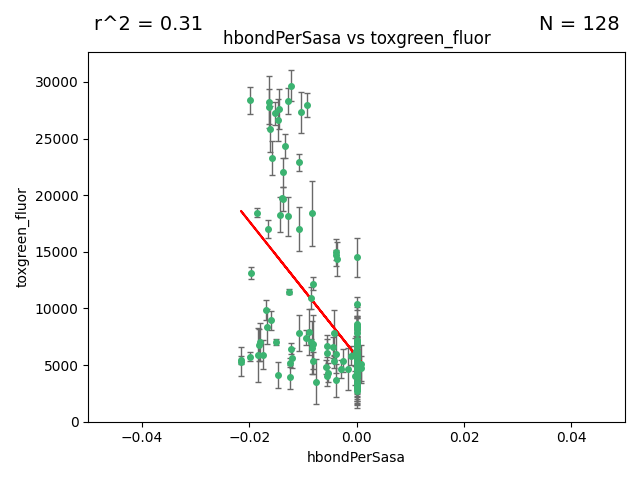 r^2 = 0.31
N = 128
hbondPerSasa vs toxgreen_fluor
30000
25000
20000
15000
10000
5000
0
toxgreen_fluor
−0.04
−0.02
0.00
0.02
0.04
hbondPerSasa